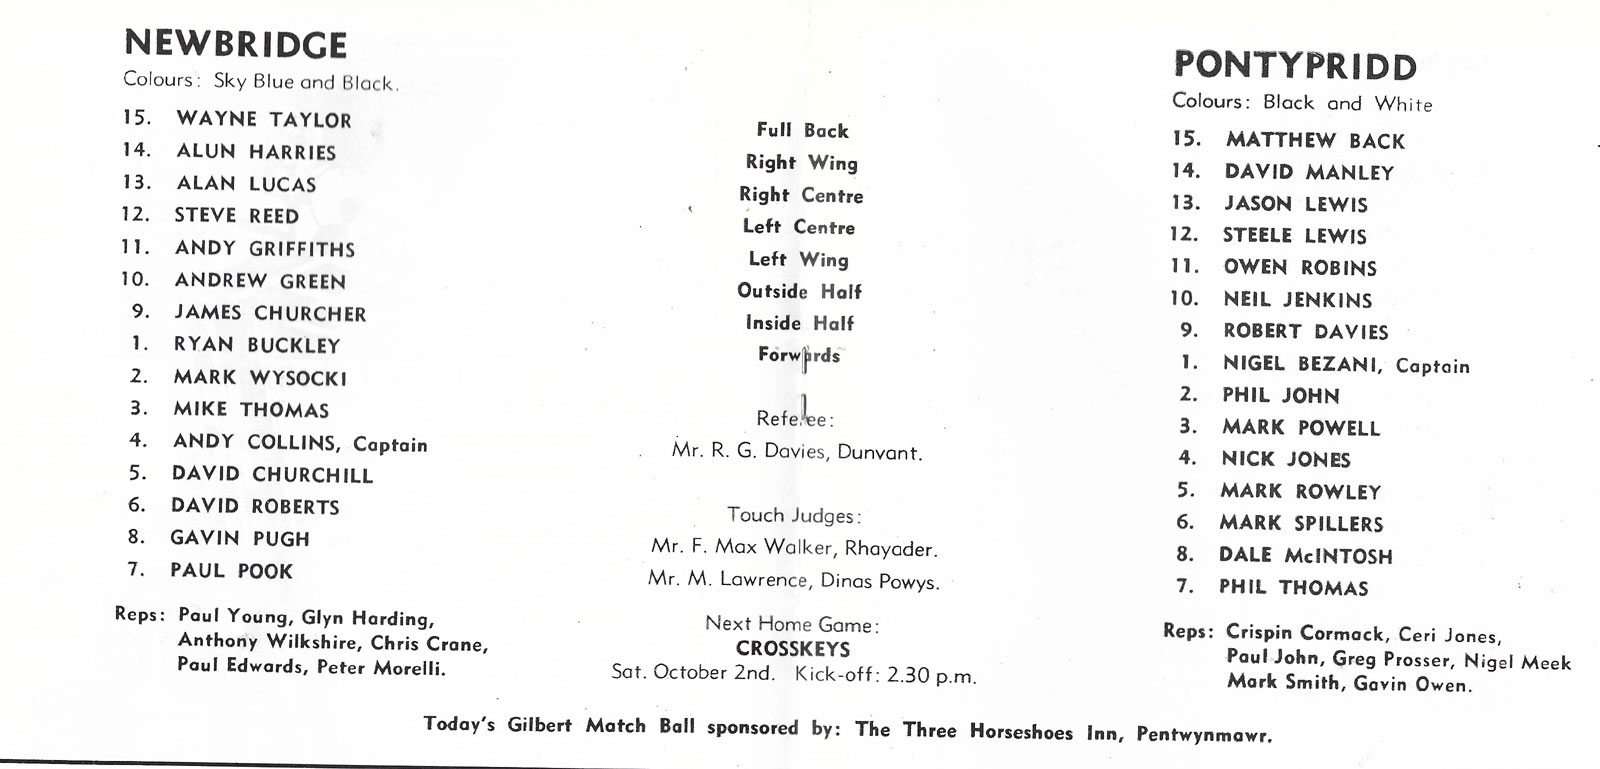 NEWBRIDGE
Colours: Sky Blue and Black.
15. WAYNE TAYLOR
14. ALUN HARRIES
13. ALAN LUCAS
12. STEVE REED
11. ANDY GRIFFITHS
10. ANDREW GREEN
9. JAMES CHURCHER
1. RYAN BUCKLEY
2. MARK WYSOCKI
3. MIKE THOMAS
4. ANDY COLLINS, Captain
5. DAVID CHURCHILL
6. DAVID ROBERTS
8. GAVIN PUGH
7. PAUL POOK
Reps: Paul Young, Glyn Harding,
Anthony Wilkshire, Chris Crane,
Paul Edwards, Peter Morelli.
Full Back
Right Wing
Right Centre
Left Centre
Left Wing
Outside Half
Inside Half
Forwards
Referee:
Mr. R. G. Davies, Dunvant.
Touch Judges:
Mr. F. Max Walker, Rhayader.
Mr. M. Lawrence, Dinas Powys.
Next Home Game:
CROSSKEYS
Sat. October 2nd. Kick-off: 2.30 p.m.
PONTYPRIDD
Colours: Black and White
15. MATTHEW BACK
14. DAVID MANLEY
13. JASON LEWIS
12. STEELE LEWIS
11. OWEN ROBINS
10. NEIL JENKINS
9. ROBERT DAVIES
1. NIGEL BEZANI, Captain
2. PHIL JOHN
3. MARK POWELL
4. NICK JONES
5. MARK ROWLEY
6. MARK SPILLERS
8. DALE McINTOSH
7. PHIL THOMAS
Reps: Crispin Cormack, Ceri Jones,
Paul John, Greg Prosser, Nigel Meek
Mark Smith, Gavin Owen.
Today's Gilbert Match Ball sponsored by: The Three Horseshoes Inn, Pentwynmawr.